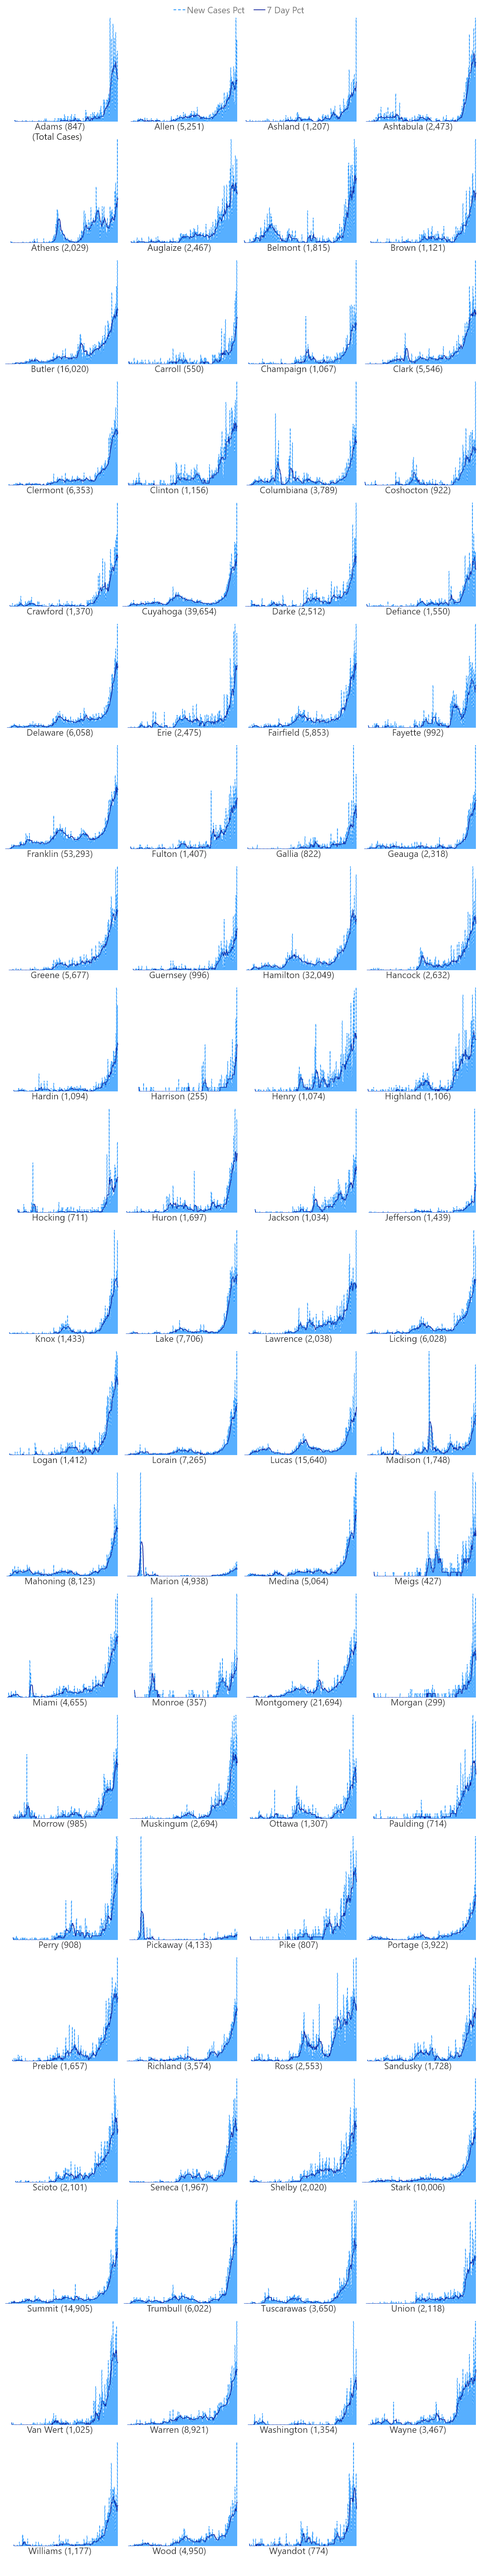 New Cases Pct 7 Day Pct
Adams (847) Allen (5,251) Ashland (1,207) Ashtabula (2,473)
(Total Cases)
Athens (2,029) Auglaize (2,467) Belmont (1,815) Brown (1,121)
Butler (16,020) Carroll (550) Champaign (1,067) Clark (5,546)
Clermont (6,353) Clinton (1,156) Columbiana (3,789) Coshocton (922)
Crawford (1,370) Cuyahoga (39,654) Darke (2,512) Defiance (1,550)
Delaware (6,058) Erie (2,475) Fairfield (5,853) Fayette (992)
Franklin (53,293) Fulton (1,407) Gallia (822) Geauga (2,318)
Greene (5,677) Guernsey (996) Hamilton (32,049) Hancock (2,632)
Hardin (1,094) Harrison (255) Henry (1,074) Highland (1,106)
Hocking (711) Huron (1,697) Jackson (1,034) Jefferson (1,439)
Knox (1,433) Lake (7,706) Lawrence (2,038) Licking (6,028)
Logan (1,412) Lorain (7,265) Lucas (15,640) Madison (1,748)
Mahoning (8,123) Marion (4,938) Medina (5,064) Meigs (427)
Miami (4,655) Monroe (357) Montgomery (21,694) Morgan (299)
Morrow (985) Muskingum (2,694) Ottawa (1,307) Paulding (714)
Perry (908) Pickaway (4,133) Pike (807) Portage (3,922)
Preble (1,657) Richland (3,574) Ross (2,553) Sandusky (1,728)
Scioto (2,101) Seneca (1,967) Shelby (2,020) Stark (10,006)
Summit (14,905) Trumbull (6,022) Tuscarawas (3,650) Union (2,118)
Van Wert (1,025) Warren (8,921) Washington (1,354) Wayne (3,467)
Williams (1,177) Wood (4,950) Wyandot (774)